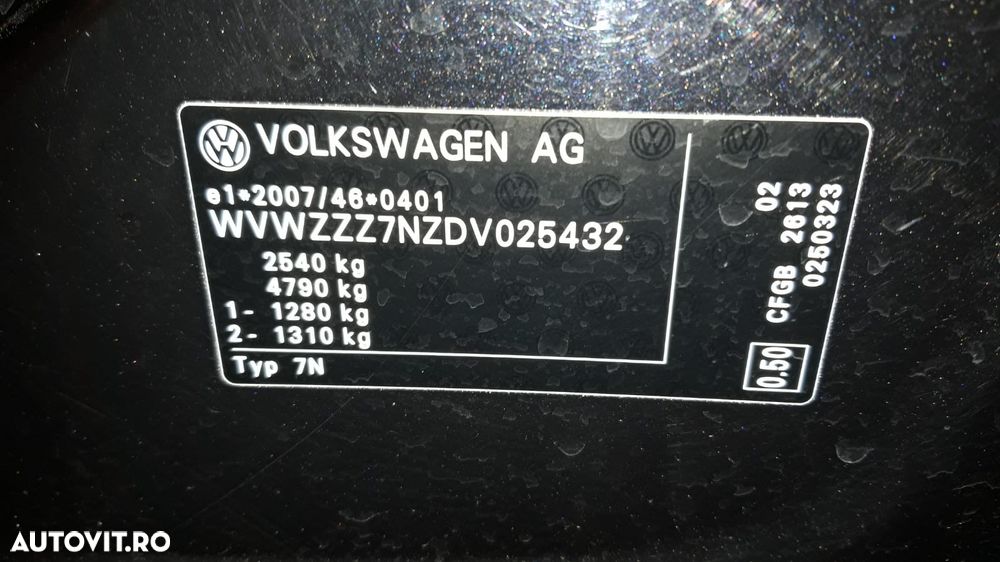 VOLKSWAGEN AG
e1*2007/46*0401
WVWZZZ7NZDV025432
2540 kg
4790 kg
1- 1280 kg
2- 1310 kg
Typ 7N
02
CFGB 2613
0250323
0.50
AUTOVIT.RO